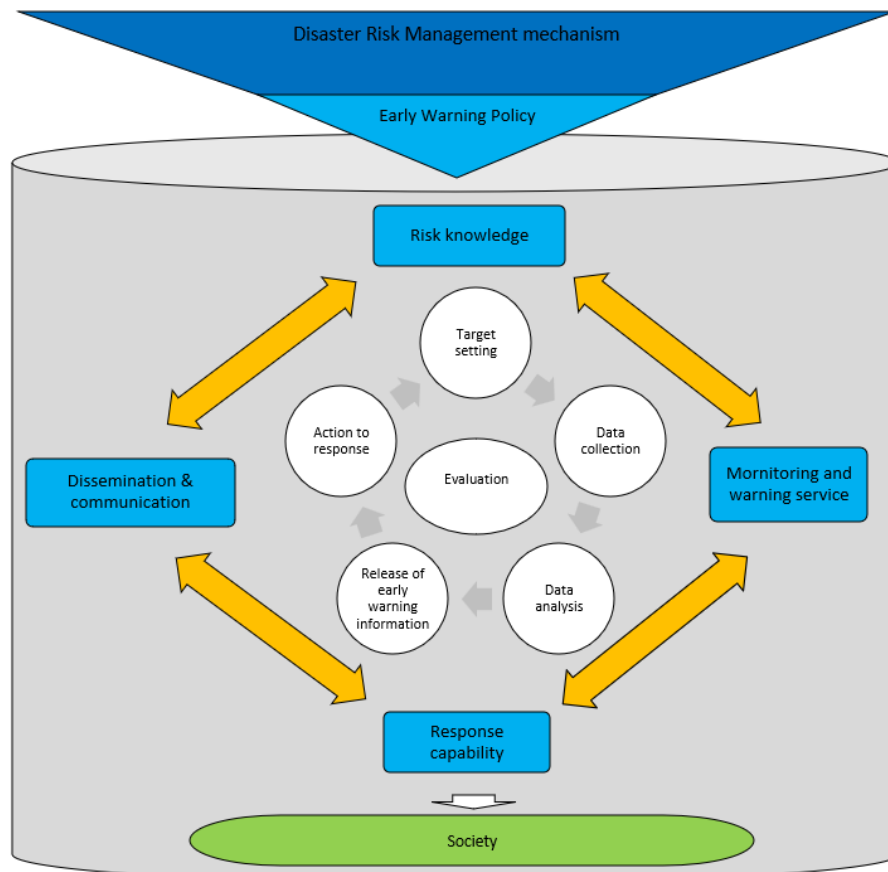 Disaster Risk Management mechanism
Early Warning Policy
Risk knowledge
Target
setting
Action to
response
Data
collection
Evaluation
Dissemination &
communication
Mornitoring and
warning service
Release of
early
warning
information
Data
analysis
Response
capability
Society